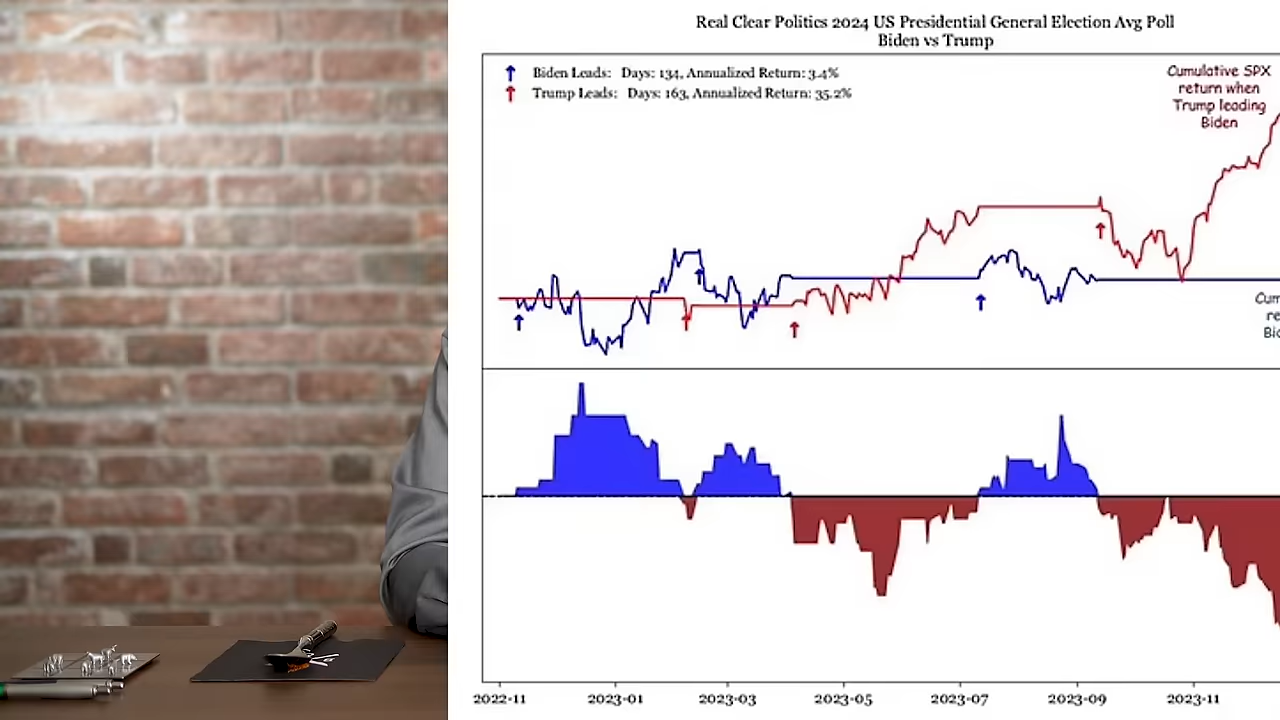 Real Clear Politics 2024 US Presidential General Election Avg Poll
Biden vs Trump
Biden Leads: Days: 134, Annualized Return: 3.4%
Trump Leads: Days: 163, Annualized Return: 35.2%
Cumulative SPX
return when
Trump leading
Biden
2022-11 2023-01 2023-03 2023-05 2023-07 2023-09 2023-11